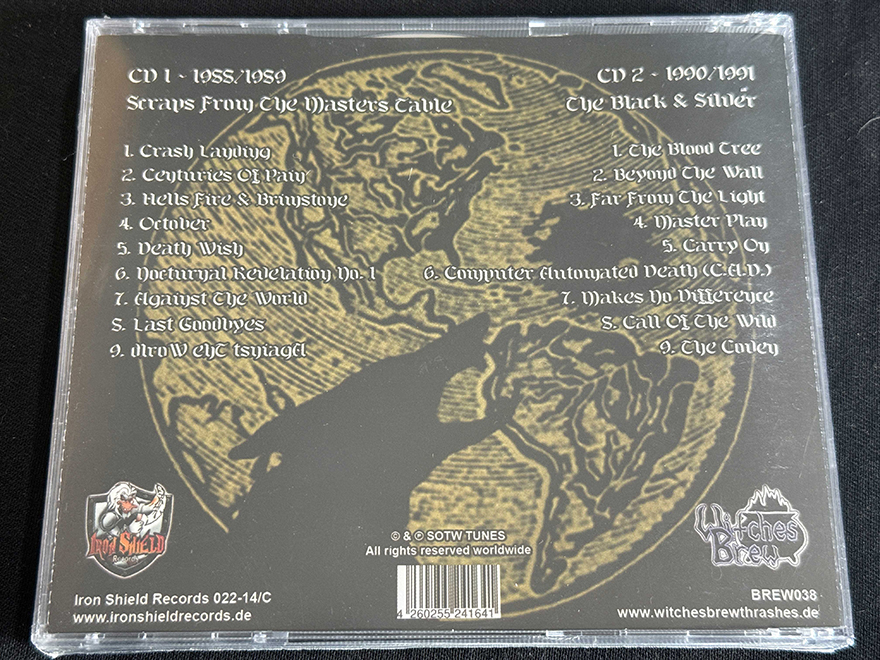 CD 1 - 1988/1989
Scraps From The Masters Table
1. Crash Landing
2. Centuries Of Pain
3. Hells Fire & Brimstone
4. October
5. Death Wish
6. Nocturnal Revelation No. 1
7. Against The World
8. Last Goodbyes
9. dlroW ehT tsniagA
CD 2 - 1990/1991
The Black & Silver
1. The Blood Tree
2. Beyond The Wall
3. Far From The Light
4. Master Plan
5. Carry On
6. Computer Automated Death (C.A.D.)
7. Makes No Difference
8. Call Of The Wild
9. The Coven
Iron Shield
Records
Iron Shield Records 022-14/C
www.ironshieldrecords.de
© & ℗ SOTW TUNES
All rights reserved worldwide
4 260255 241641
Witches
Brew
BREW038
www.witchesbrewthrashes.de